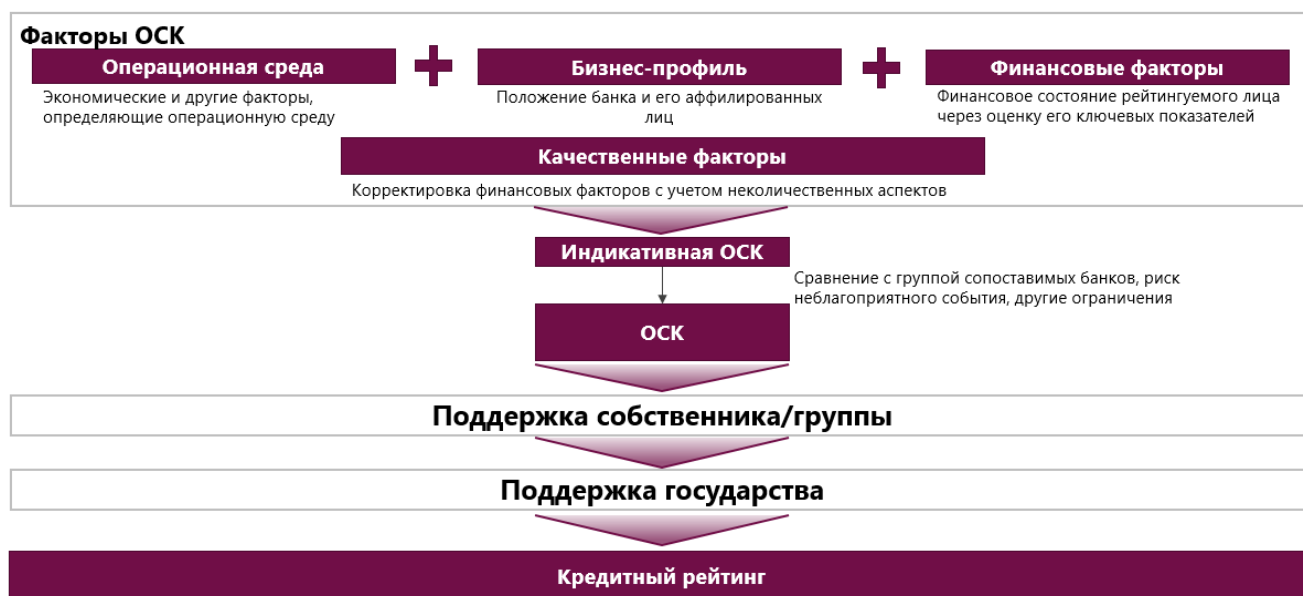 Факторы ОСК
Операционная среда
Бизнес-профиль
Финансовые факторы
Экономические и другие факторы,
определяющие операционную среду
Положение банка и его аффилированных
лиц
Финансовое состояние рейтингуемого лица
через оценку его ключевых показателей
Качественные факторы
Корректировка финансовых факторов с учетом неколичественных аспектов
Индикативная ОСК
Сравнение с группой сопоставимых банков, риск
неблагоприятного события, другие ограничения
ОСК
Поддержка собственника/группы
Поддержка государства
Кредитный рейтинг